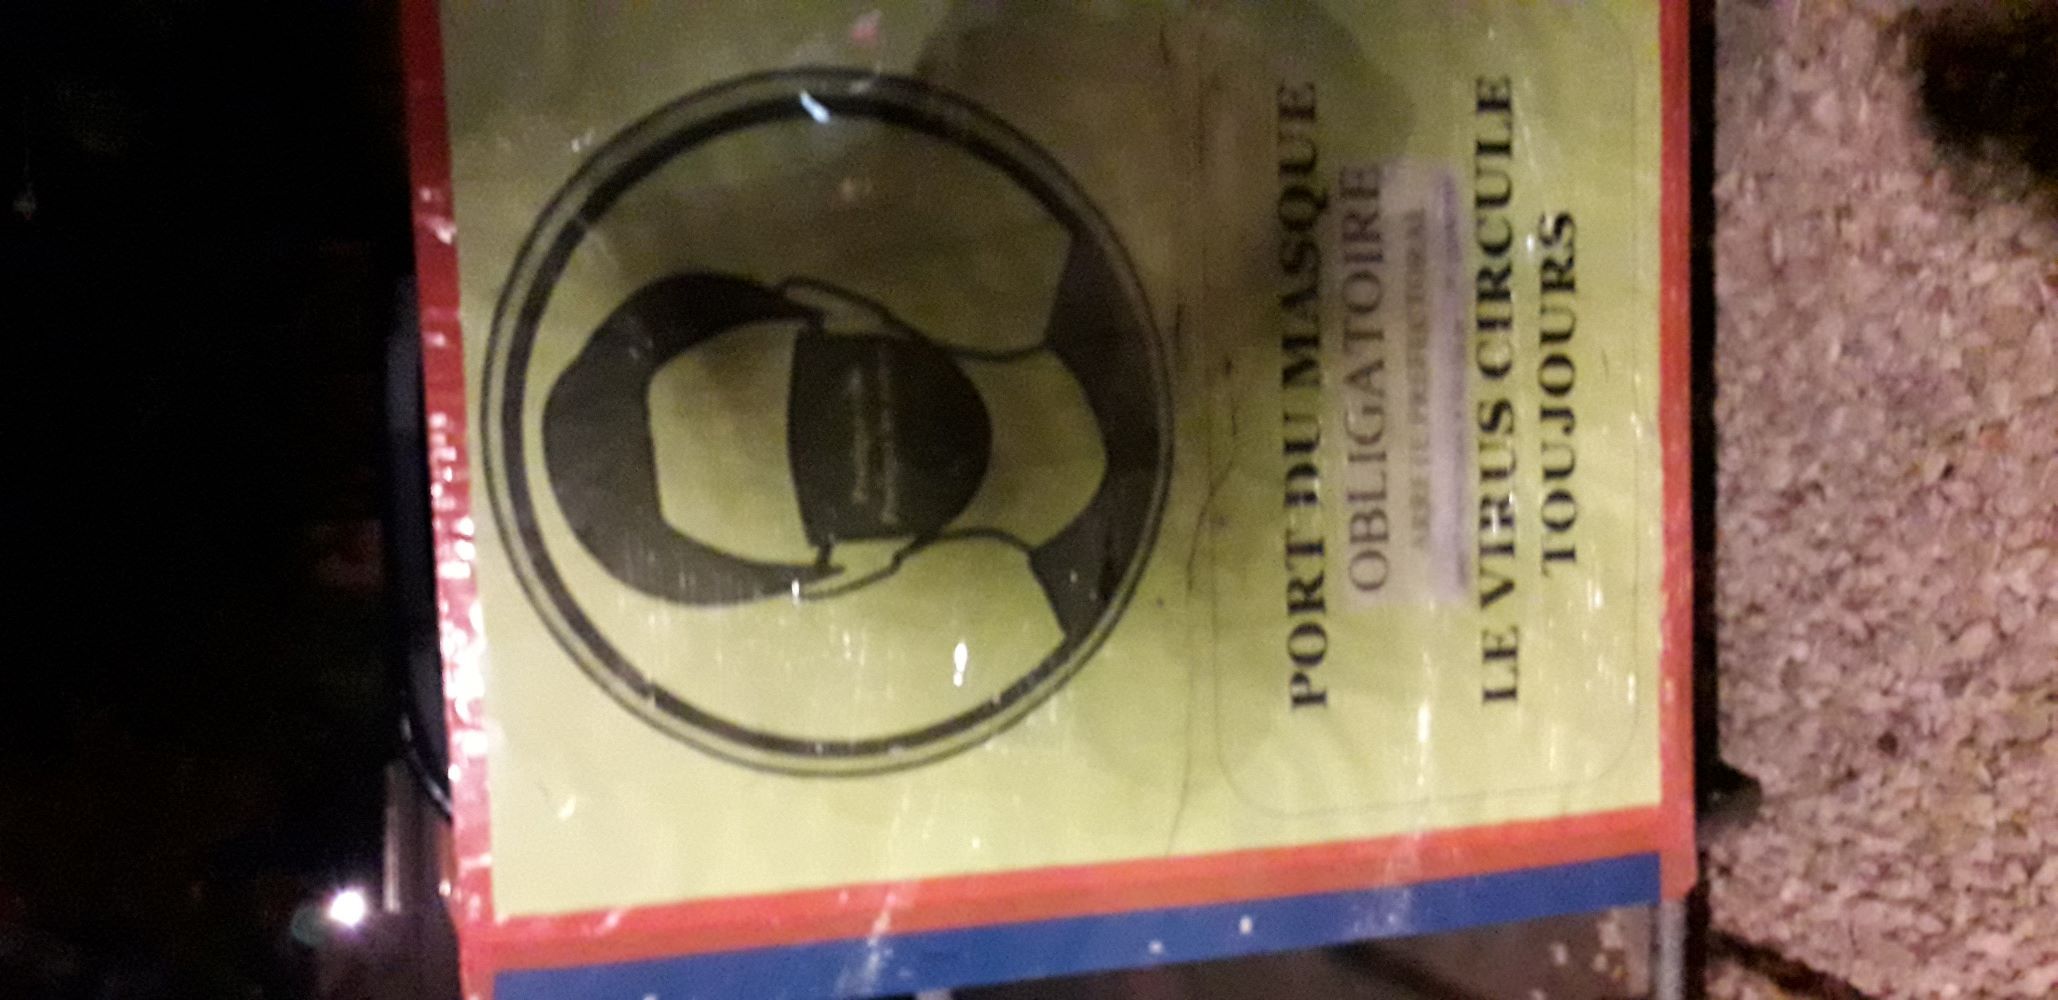 PORT DU MASQUE
OBLIGATOIRE
LE VIRUS CIRCULE
TOUJOURS